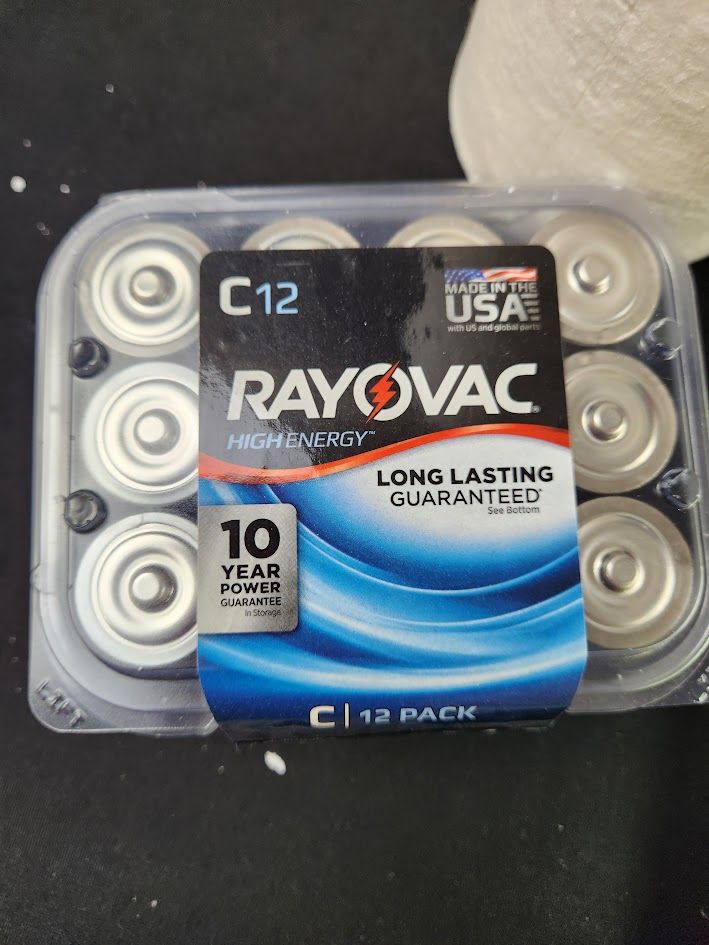 C12
MADE IN THE
USA
with US and global parts
RAYOVAC®
HIGH ENERGY™
LONG LASTING
GUARANTEED*
See Bottom
10
YEAR
POWER
GUARANTEE
in Storage
C | 12 PACK
LIFT